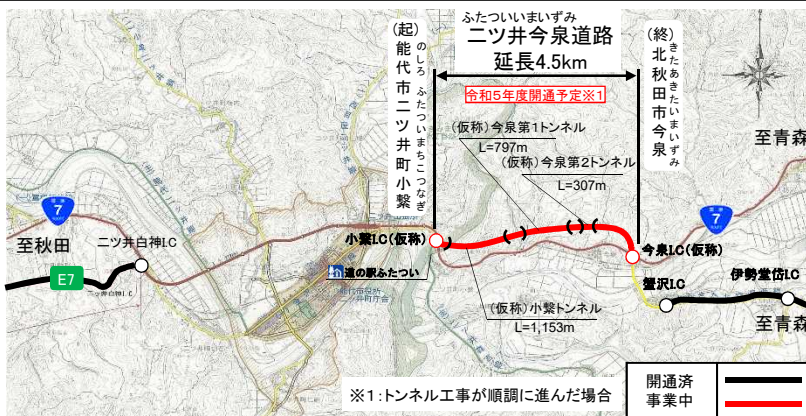 ふたついいまいずみ
二ツ井今泉道路
延長4.5km
令和5年度開通予定※1
(起)
能代市二ツ井町小繋
のしろ ふたついまちこつなぎ
(終)
北秋田市今泉
きたあきたいまいずみ
(仮称)今泉第1トンネル
L=797m
(仮称)今泉第2トンネル
L=307m
至青森
7
7
至秋田
二ツ井白神I.C
E7
小繋I.C(仮称)
今泉I.C(仮称)
道の駅ふたつい
蟹沢I.C
伊勢堂岱I.C
(仮称)小繋トンネル
L=1,153m
至青森
※1:トンネル工事が順調に進んだ場合
開通済
事業中